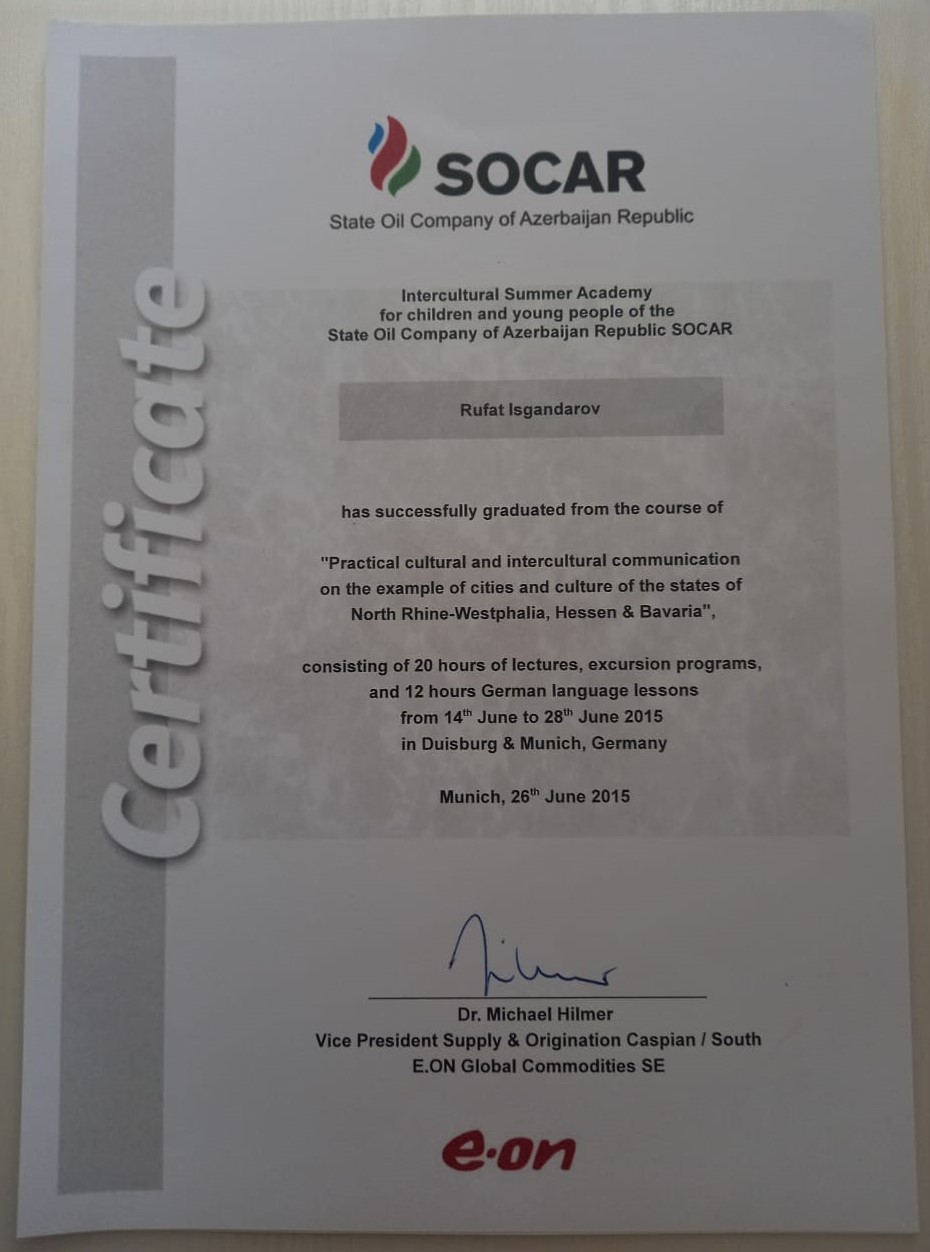 SOCAR
State Oil Company of Azerbaijan Republic
Certificate
Intercultural Summer Academy
for children and young people of the
State Oil Company of Azerbaijan Republic SOCAR
Rufat Isgandarov
has successfully graduated from the course of
"Practical cultural and intercultural communication
on the example of cities and culture of the states of
North Rhine-Westphalia, Hessen & Bavaria",
consisting of 20 hours of lectures, excursion programs,
and 12 hours German language lessons
from 14th June to 28th June 2015
in Duisburg & Munich, Germany
Munich, 26th June 2015
Hilmer
Dr. Michael Hilmer
Vice President Supply & Origination Caspian / South
E.ON Global Commodities SE
e·on